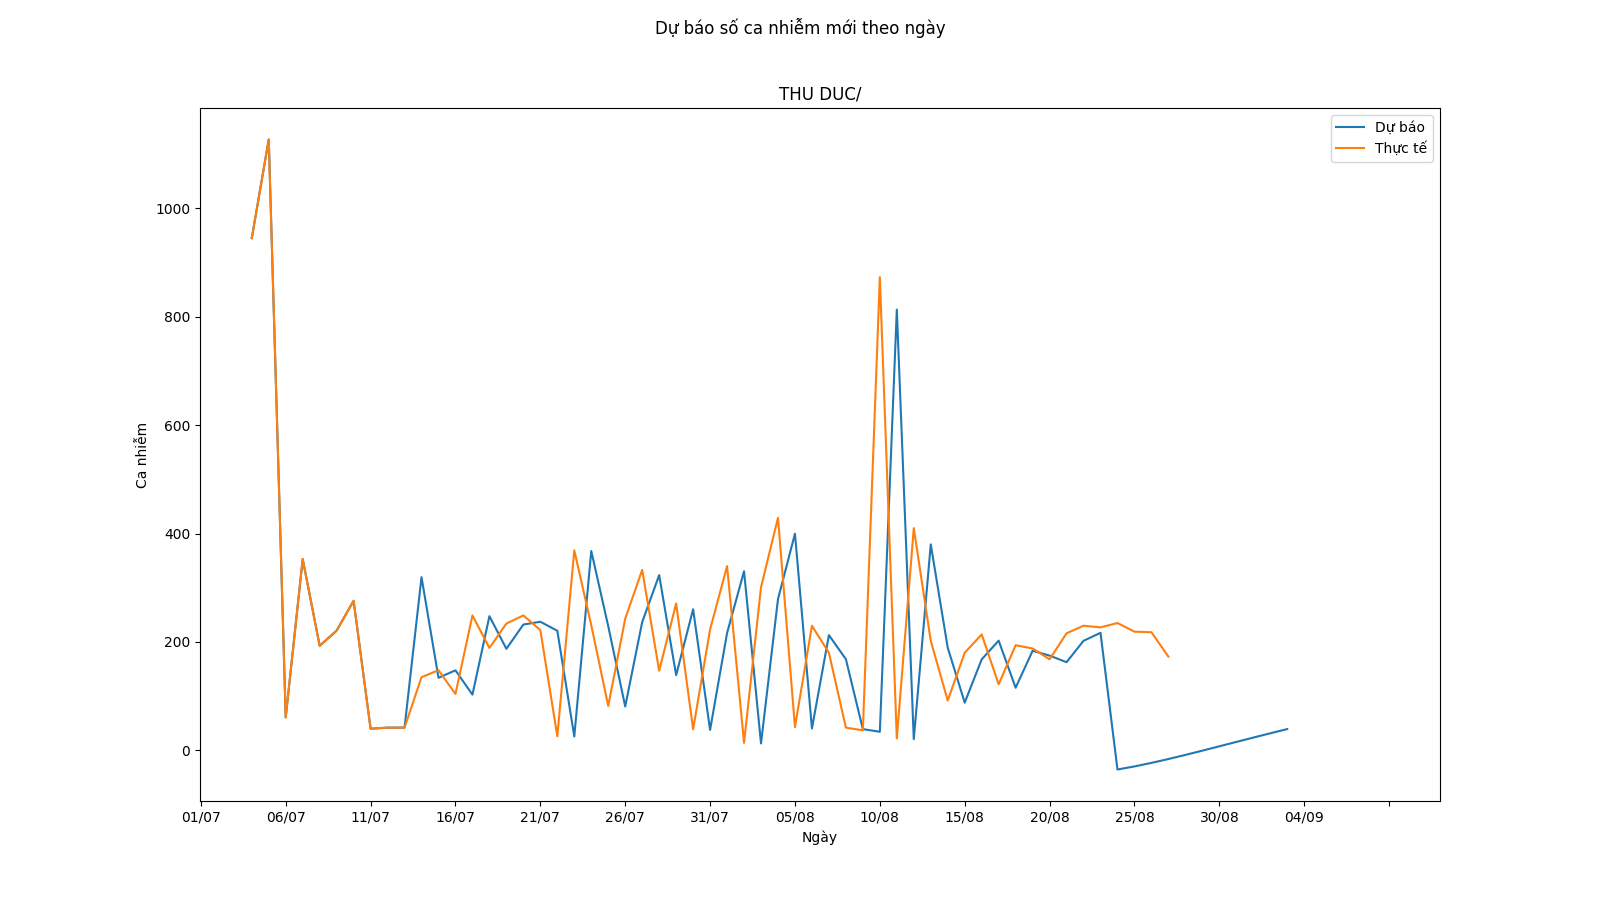 Dự báo số ca nhiễm mới theo ngày
THU DUC/
Dự báo
Thực tế
1000
800
600
400
200
0
Ca nhiễm
01/07 06/07 11/07 16/07 21/07 26/07 31/07 05/08 10/08 15/08 20/08 25/08 30/08 04/09
Ngày